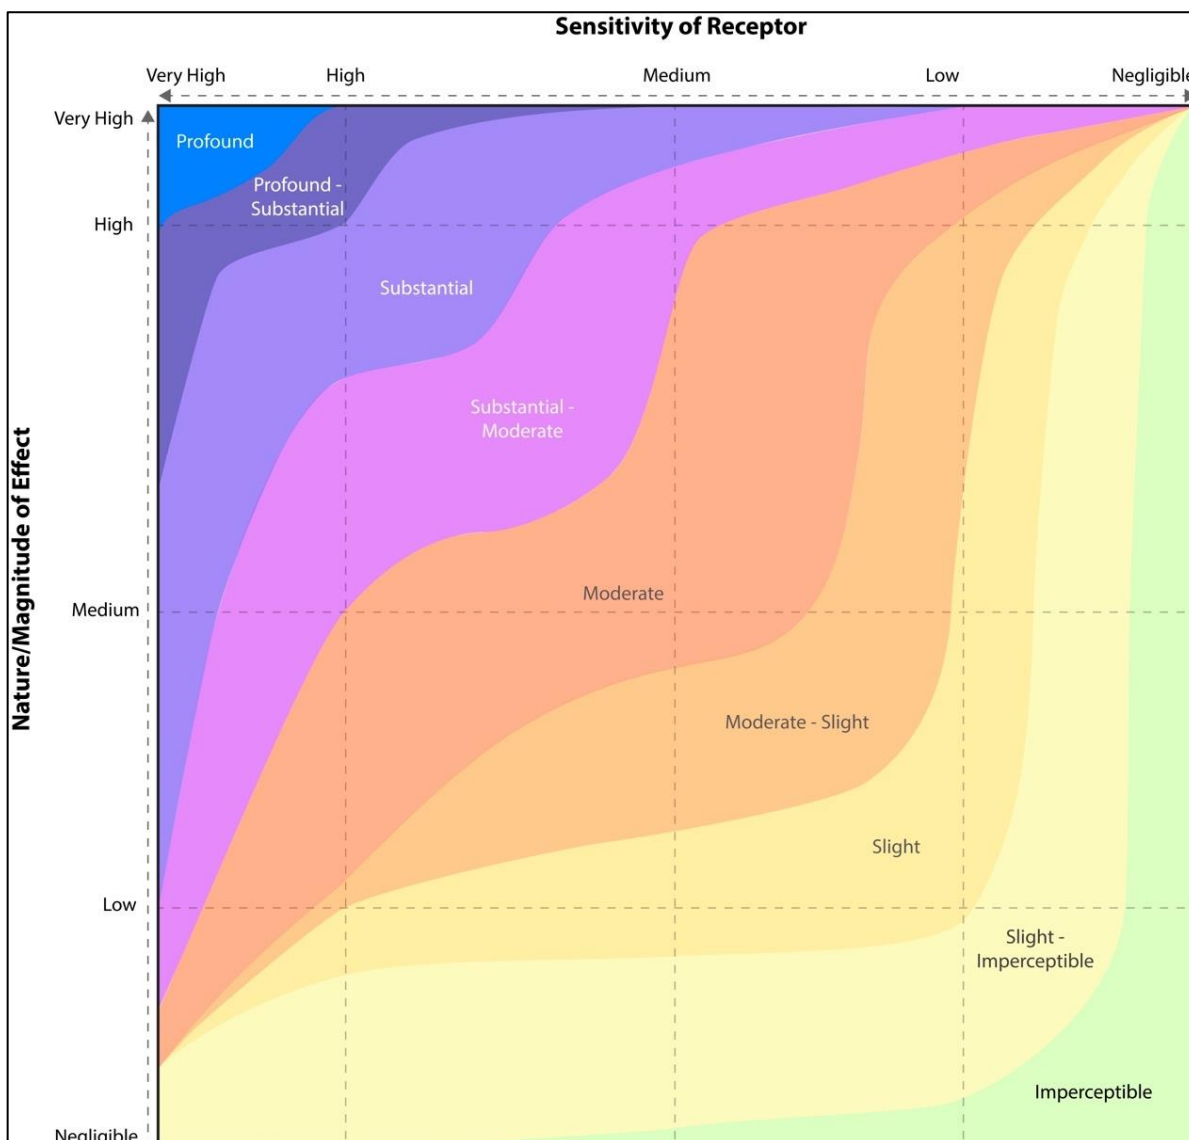 Sensitivity of Receptor
Very High
High
Medium
Low
Negligible
Very High
High
Medium
Low
Negligible
Nature/Magnitude of Effect
Profound
Profound -
Substantial
Substantial
Substantial -
Moderate
Moderate
Moderate - Slight
Slight
Slight -
Imperceptible
Imperceptible